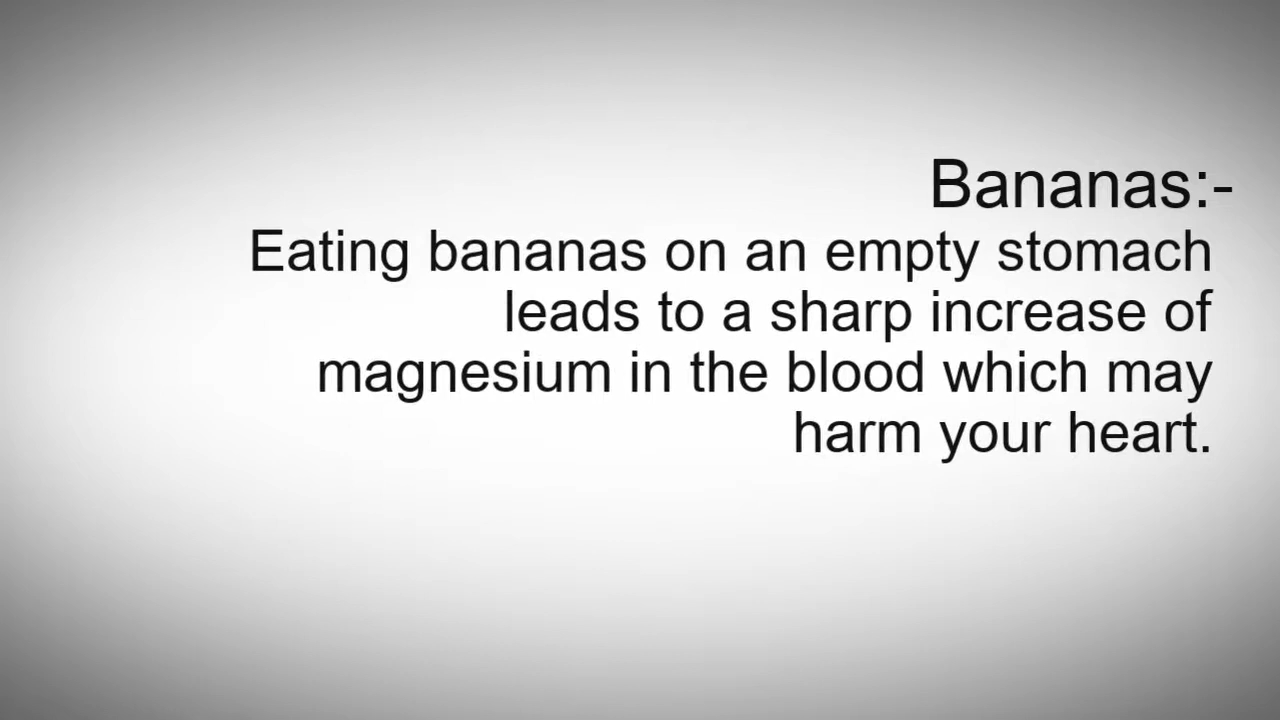 Bananas:-
Eating bananas on an empty stomach
leads to a sharp increase of
magnesium in the blood which may
harm your heart.